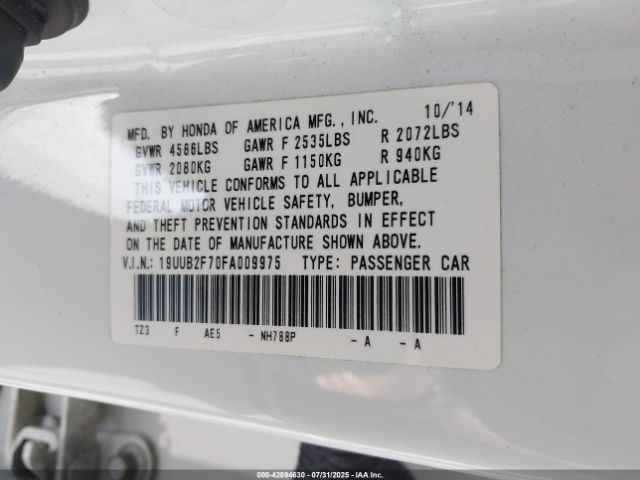 MFD. BY HONDA OF AMERICA MFG., INC. 10/'14
GVWR 4586LBS GAWR F 2535LBS R 2072LBS
GVWR 2080KG GAWR F 1150KG R 940KG
THIS VEHICLE CONFORMS TO ALL APPLICABLE
FEDERAL MOTOR VEHICLE SAFETY, BUMPER,
AND THEFT PREVENTION STANDARDS IN EFFECT
ON THE DATE OF MANUFACTURE SHOWN ABOVE.
V.I.N.: 19UUB2F70FA009975 TYPE: PASSENGER CAR
TZ3 F AE5 - NH788P - A - A
000-42894630 07/31/2025 IAAI.COM